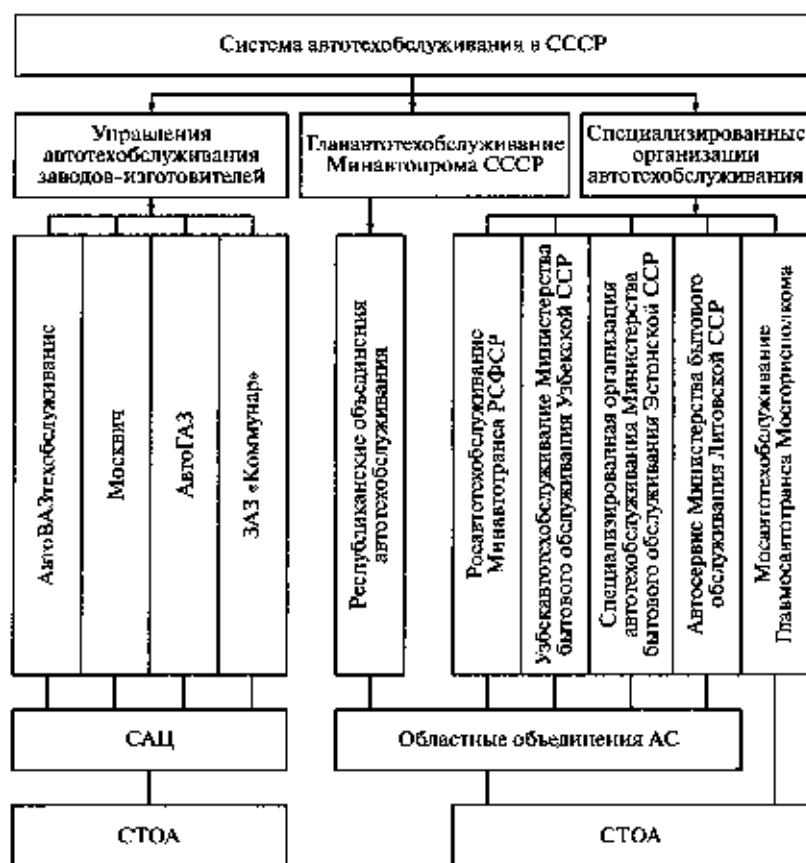 Система автотехобслуживания в СССР
Управления
автотехобслуживания
заводов-изготовителей
Глававтотехобслуживание
Минавтопрома СССР
Специализированные
организации
автотехобслуживания
АвтоВАЗтехобслуживание
Москвич
АвтоГАЗ
ЗАЗ «Коммунар»
Республиканские объединения
автотехобслуживания
Росавтотехобслуживание
Минавтотранса РСФСР
Узбекавтотехобслуживание Министерства
бытового обслуживания Узбекской ССР
Специализированная организация
автотехобслуживания Министерства
бытового обслуживания Эстонской ССР
Автосервис Министерства бытового
обслуживания Литовской ССР
Мосавтотехобслуживание
Главмосавтотранса Мосгорисполкома
САЦ
Областные объединения АС
СТОА
СТОА